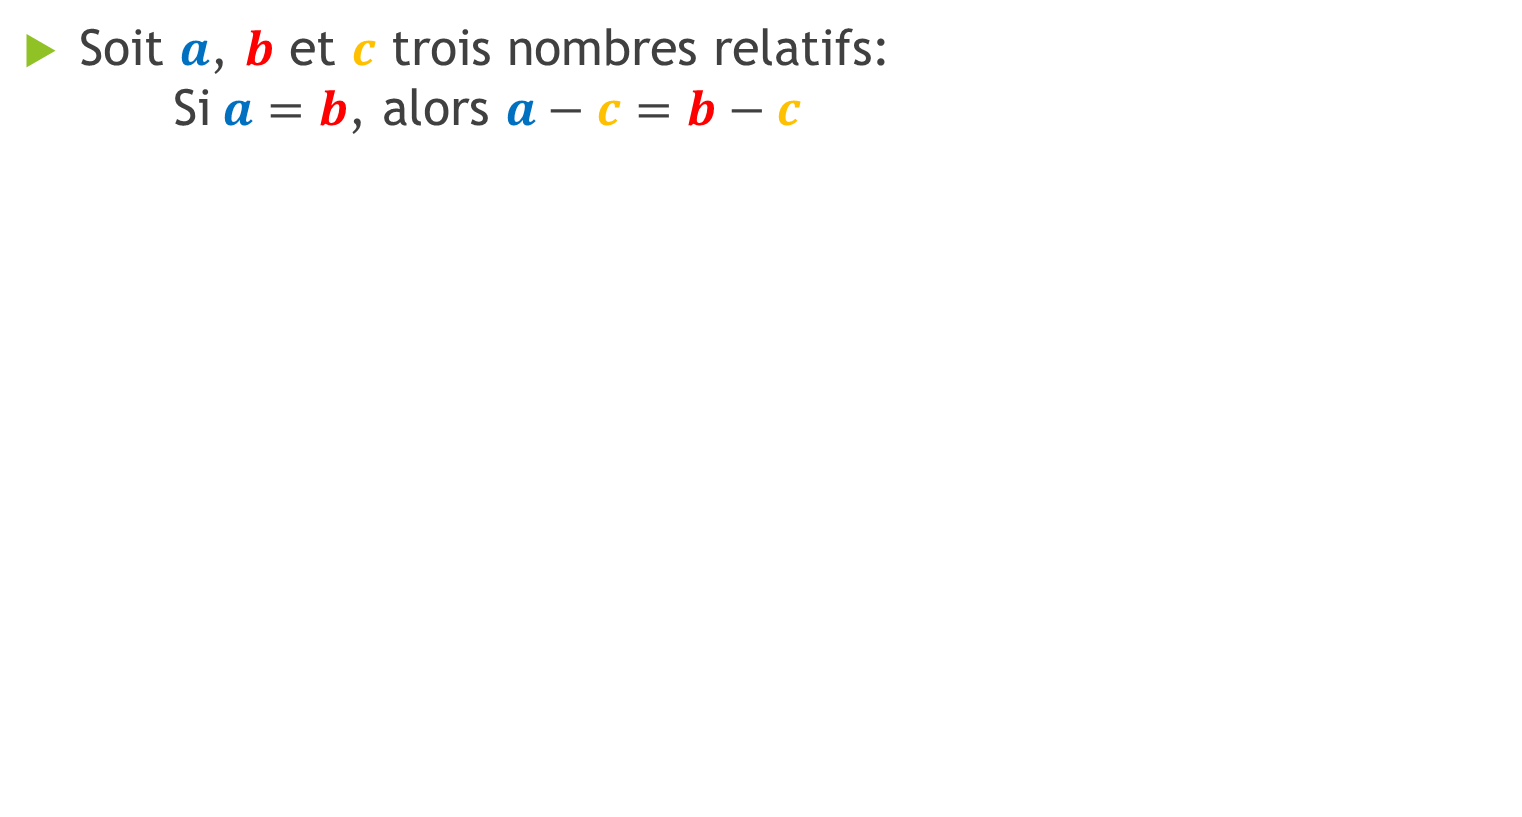 Soit a, b et c trois nombres relatifs:
Si a = b, alors a − c = b − c